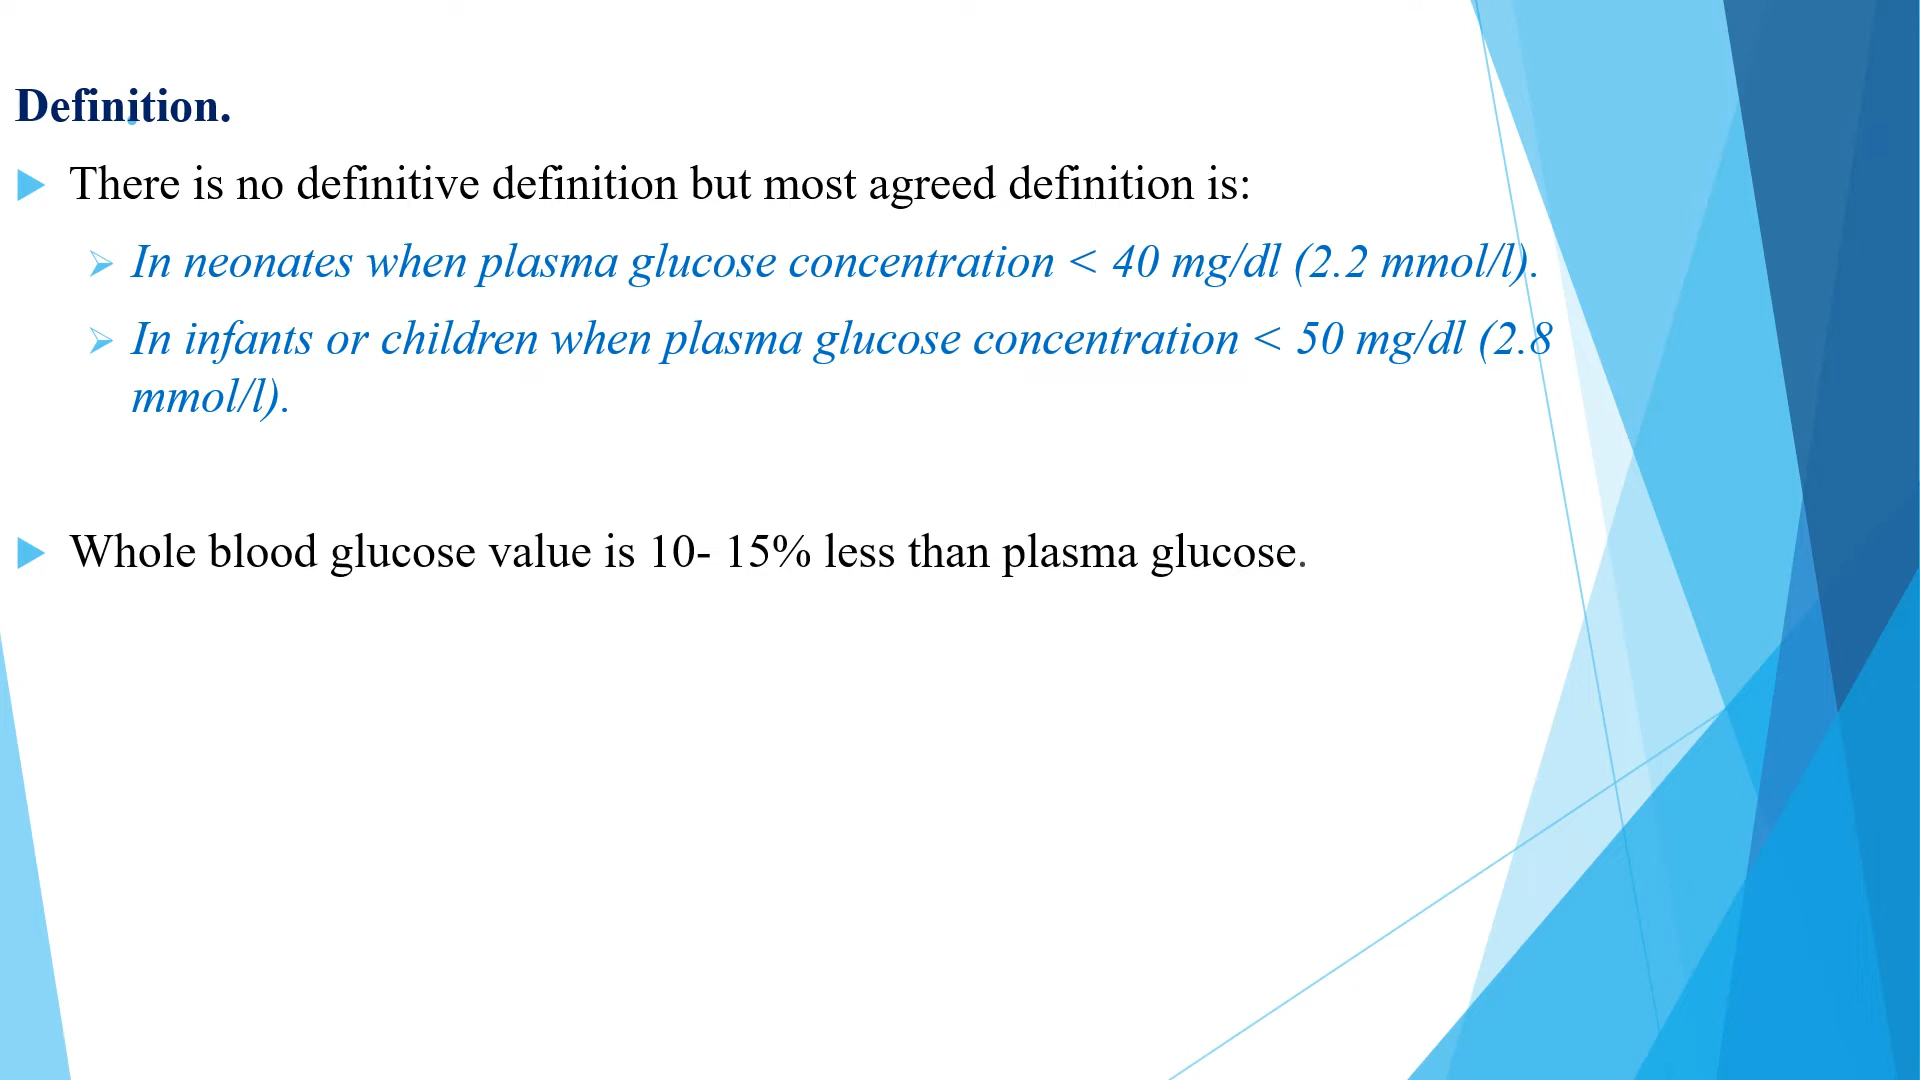 Definition.
There is no definitive definition but most agreed definition is:
In neonates when plasma glucose concentration < 40 mg/dl (2.2 mmol/l).
In infants or children when plasma glucose concentration < 50 mg/dl (2.8
mmol/l).
Whole blood glucose value is 10- 15% less than plasma glucose.